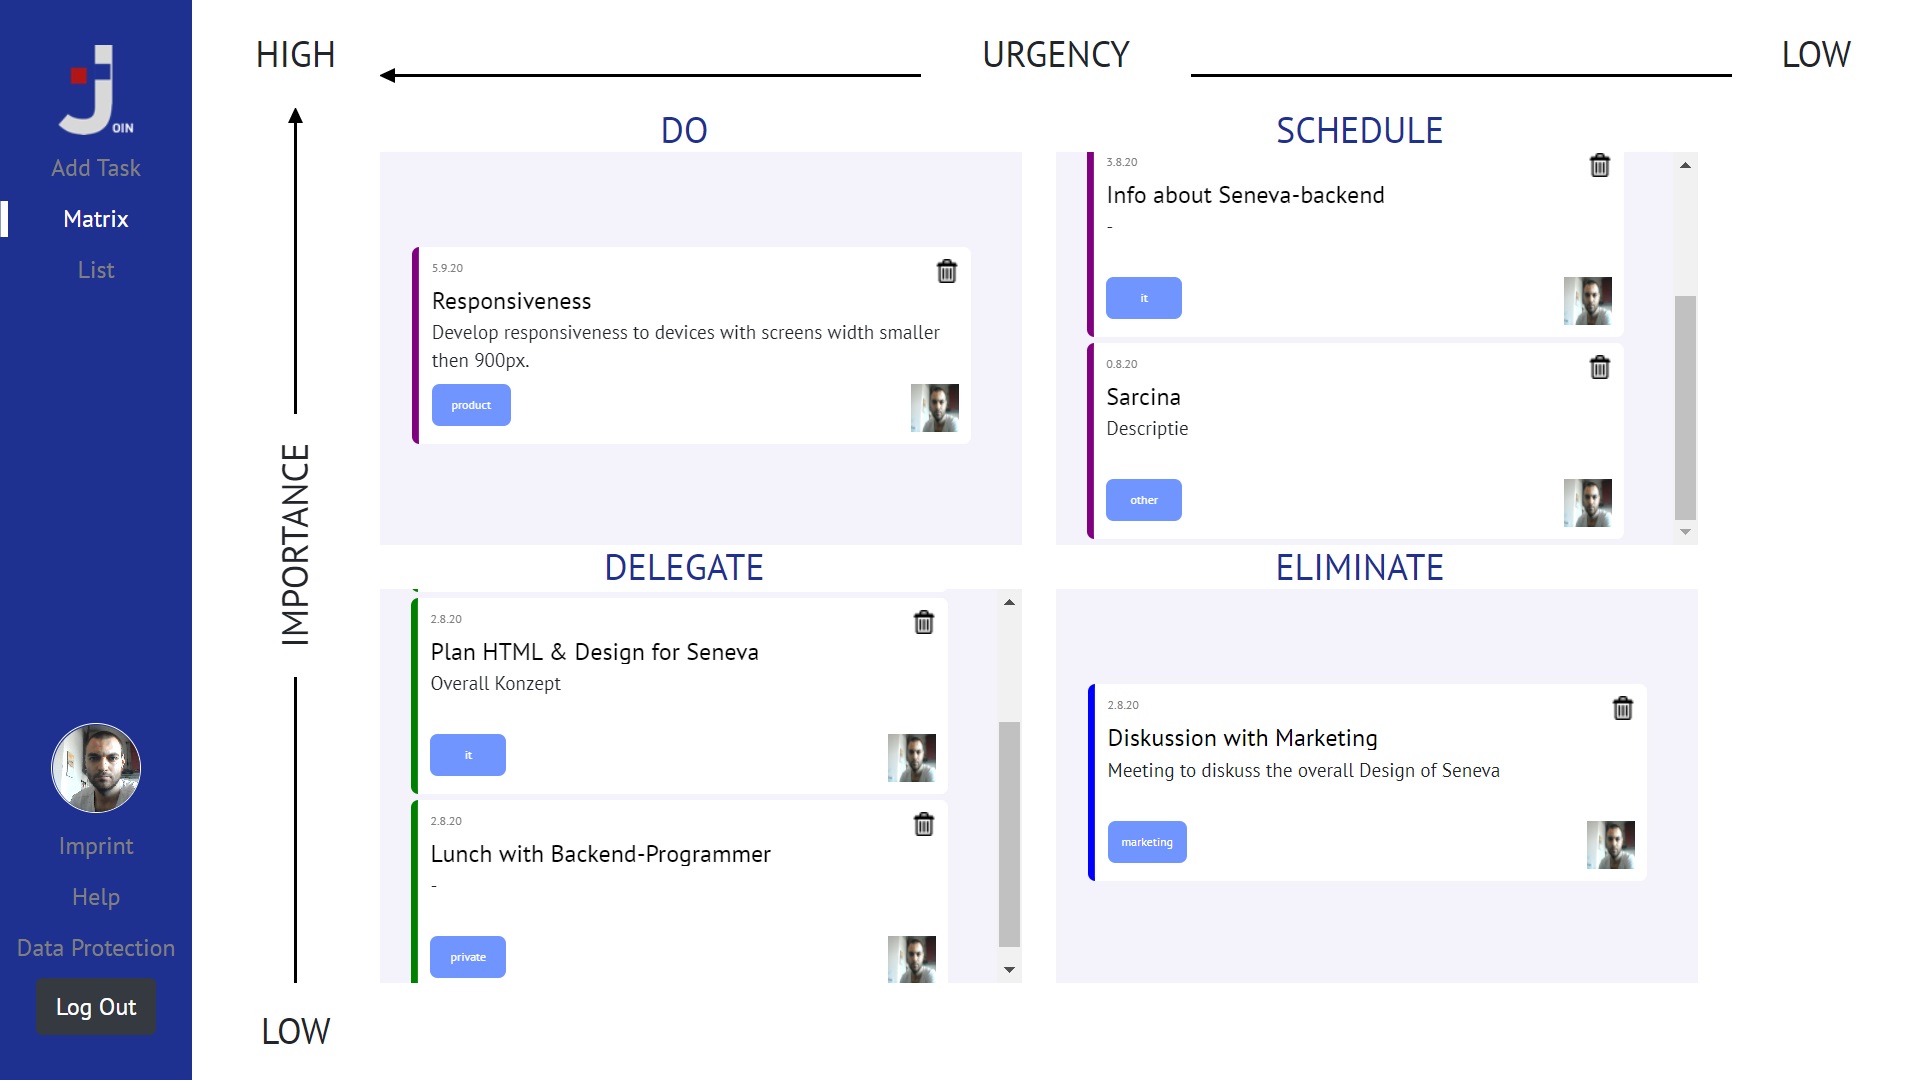 HIGH
URGENCY
LOW
OIN
Add Task
Matrix
List
Imprint
Help
Data Protection
Log Out
IMPORTANCE
LOW
DO
5.9.20
Responsiveness
Develop responsiveness to devices with screens width smaller
then 900px.
product
SCHEDULE
3.8.20
Info about Seneva-backend
-
it
0.8.20
Sarcina
Descriptie
other
DELEGATE
2.8.20
Plan HTML & Design for Seneva
Overall Konzept
it
2.8.20
Lunch with Backend-Programmer
-
private
ELIMINATE
2.8.20
Diskussion with Marketing
Meeting to diskuss the overall Design of Seneva
marketing